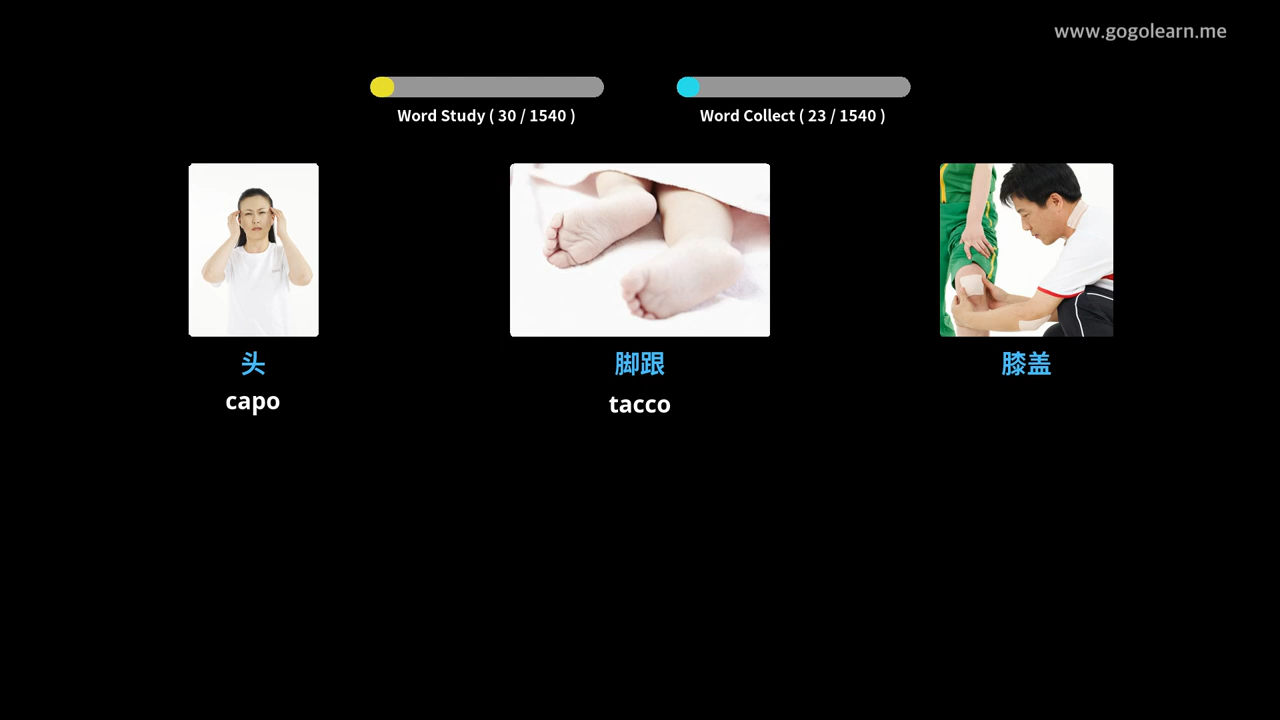 www.gogolearn.me
Word Study ( 30 / 1540 )
Word Collect ( 23 / 1540 )
头
脚跟
膝盖
capo
tacco